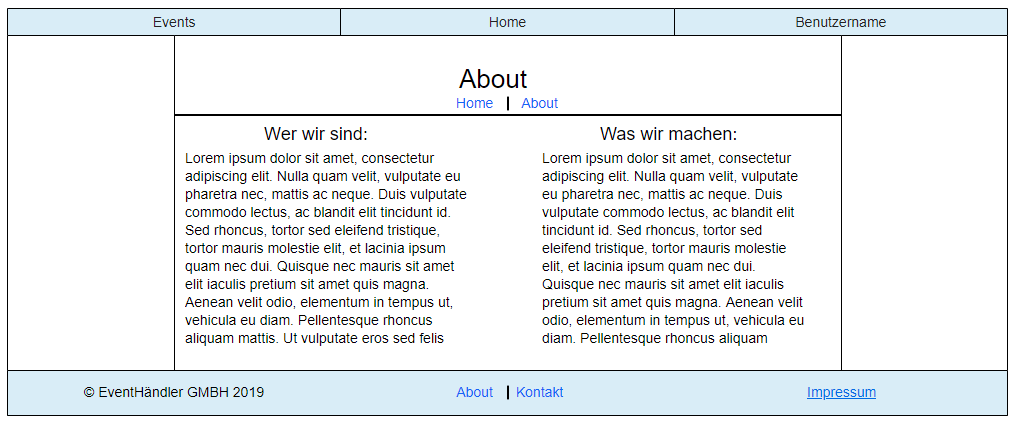 Events Home Benutzername
About
Home | About
Wer wir sind:
Lorem ipsum dolor sit amet, consectetur
adipiscing elit. Nulla quam velit, vulputate eu
pharetra nec, mattis ac neque. Duis vulputate
commodo lectus, ac blandit elit tincidunt id.
Sed rhoncus, tortor sed eleifend tristique,
tortor mauris molestie elit, et lacinia ipsum
quam nec dui. Quisque nec mauris sit amet
elit iaculis pretium sit amet quis magna.
Aenean velit odio, elementum in tempus ut,
vehicula eu diam. Pellentesque rhoncus
aliquam mattis. Ut vulputate eros sed felis
Was wir machen:
Lorem ipsum dolor sit amet, consectetur
adipiscing elit. Nulla quam velit, vulputate
eu pharetra nec, mattis ac neque. Duis
vulputate commodo lectus, ac blandit elit
tincidunt id. Sed rhoncus, tortor sed
eleifend tristique, tortor mauris molestie
elit, et lacinia ipsum quam nec dui.
Quisque nec mauris sit amet elit iaculis
pretium sit amet quis magna. Aenean velit
odio, elementum in tempus ut, vehicula eu
diam. Pellentesque rhoncus aliquam
© EventHändler GMBH 2019 About | Kontakt Impressum